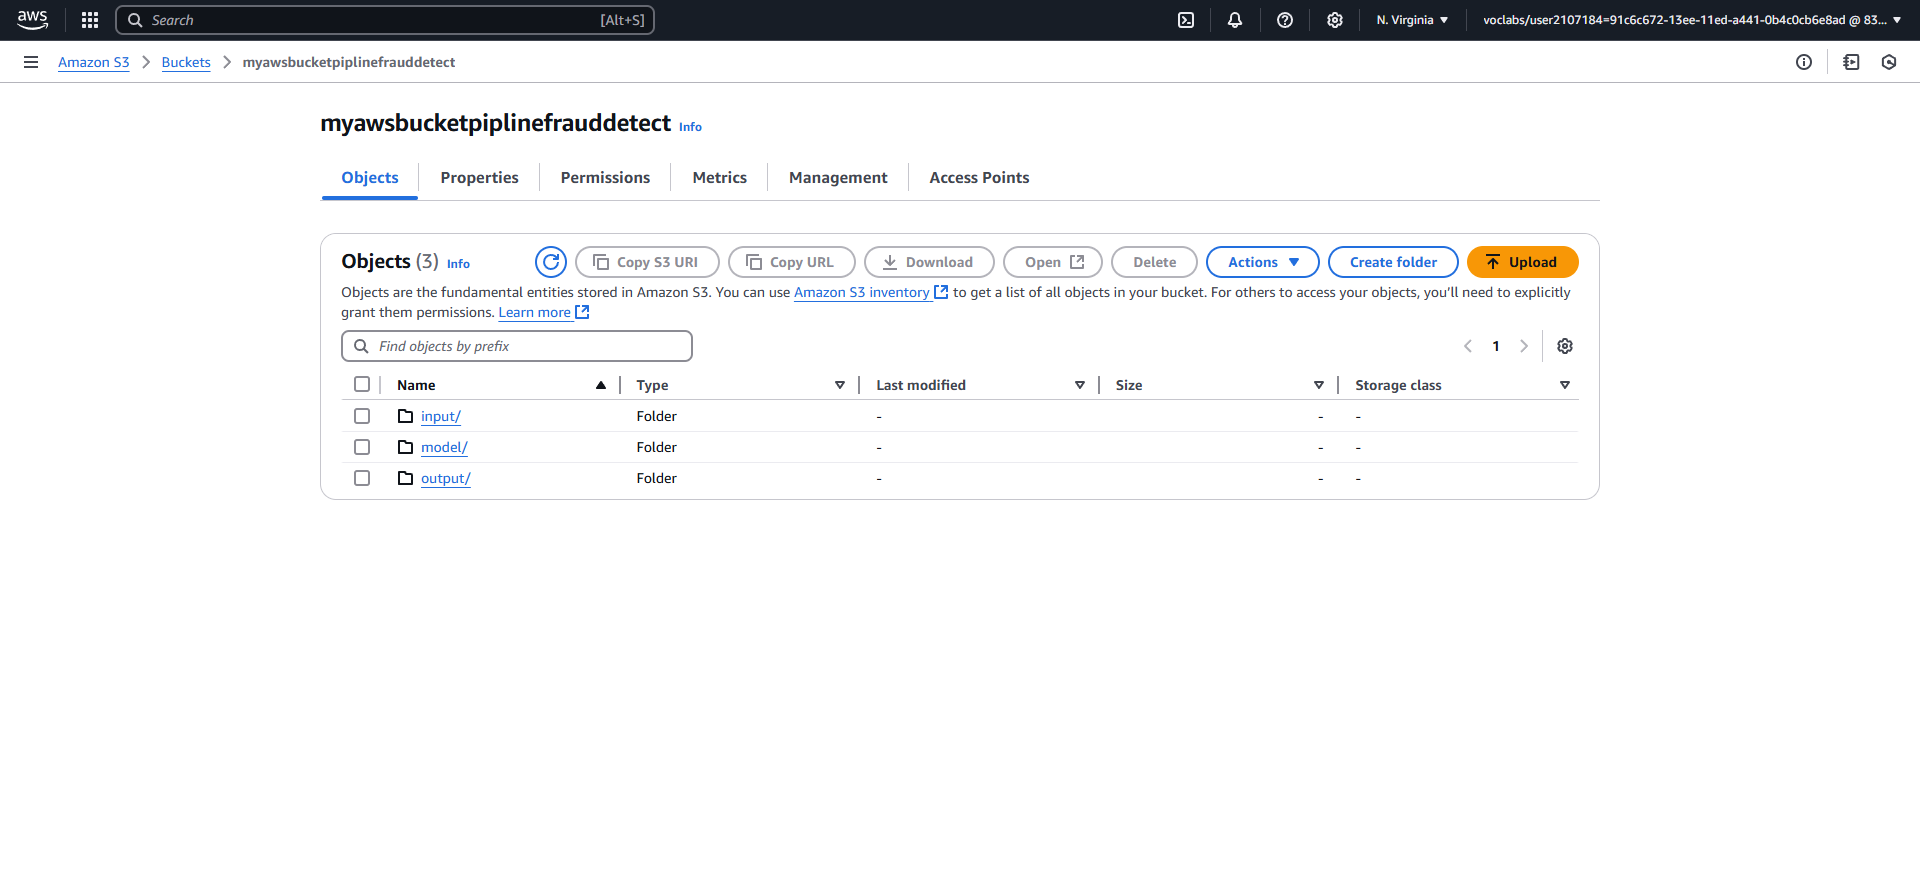 aws Search [Alt+S] N. Virginia voclabs/user2107184=91c6c672-13ee-11ed-a441-0b4c0cb6e8ad @ 83...
Amazon S3 Buckets myawsbucketpiplinefrauddetect
myawsbucketpiplinefrauddetect Info
Objects Properties Permissions Metrics Management Access Points
Objects (3) Info Copy S3 URI Copy URL Download Open Delete Actions Create folder Upload
Objects are the fundamental entities stored in Amazon S3. You can use Amazon S3 inventory to get a list of all objects in your bucket. For others to access your objects, you’ll need to explicitly
grant them permissions. Learn more
Find objects by prefix 1
Name Type Last modified Size Storage class
input/ Folder - - -
model/ Folder - - -
output/ Folder - - -